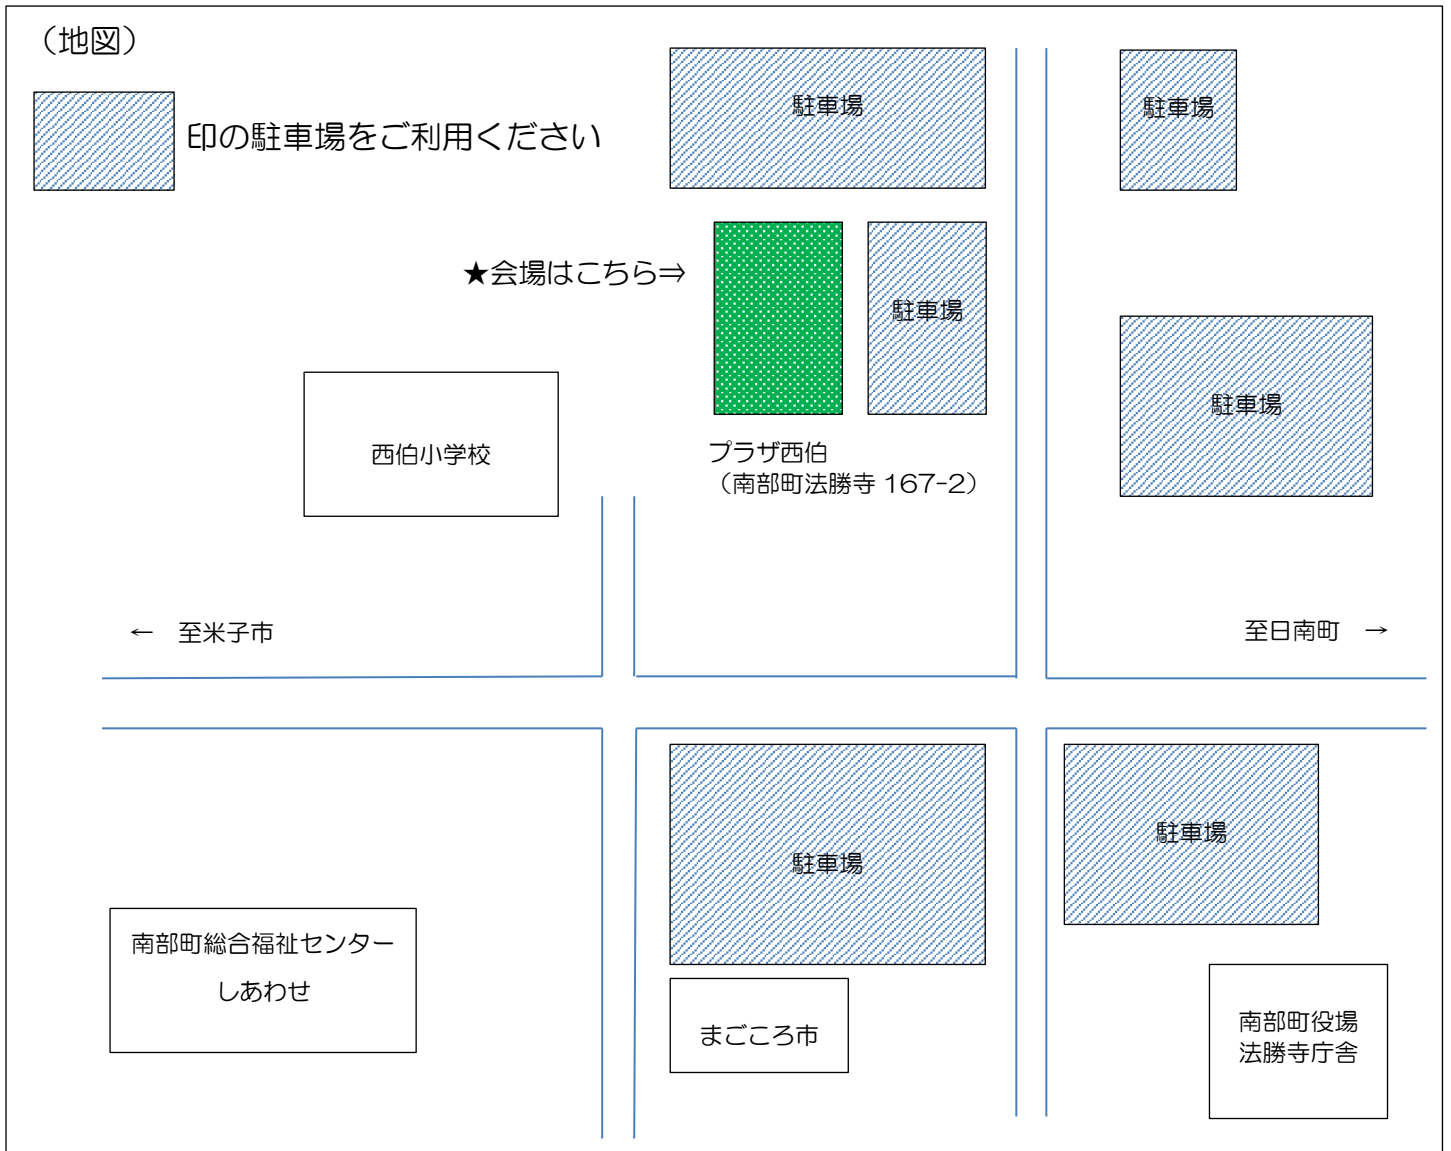 （地図）
印の駐車場をご利用ください
駐車場
駐車場
★会場はこちら⇒
駐車場
駐車場
西伯小学校
プラザ西伯
（南部町法勝寺 167-2）
← 至米子市
至日南町 →
駐車場
駐車場
南部町総合福祉センター
しあわせ
まごころ市
南部町役場
法勝寺庁舎